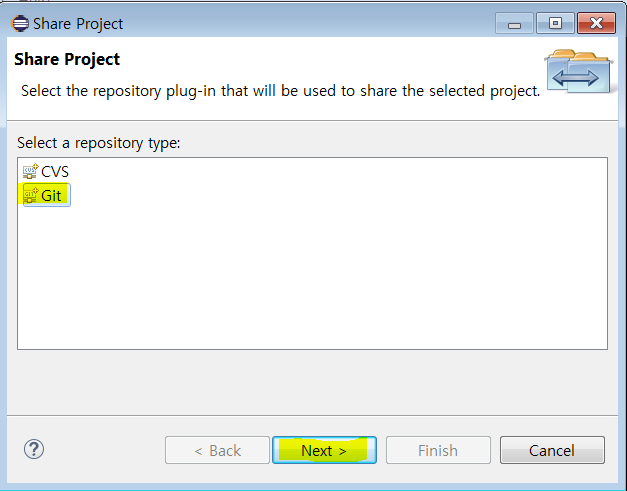 Share Project
Share Project
Select the repository plug-in that will be used to share the selected project.
Select a repository type:
CVS
Git
< Back
Next >
Finish
Cancel